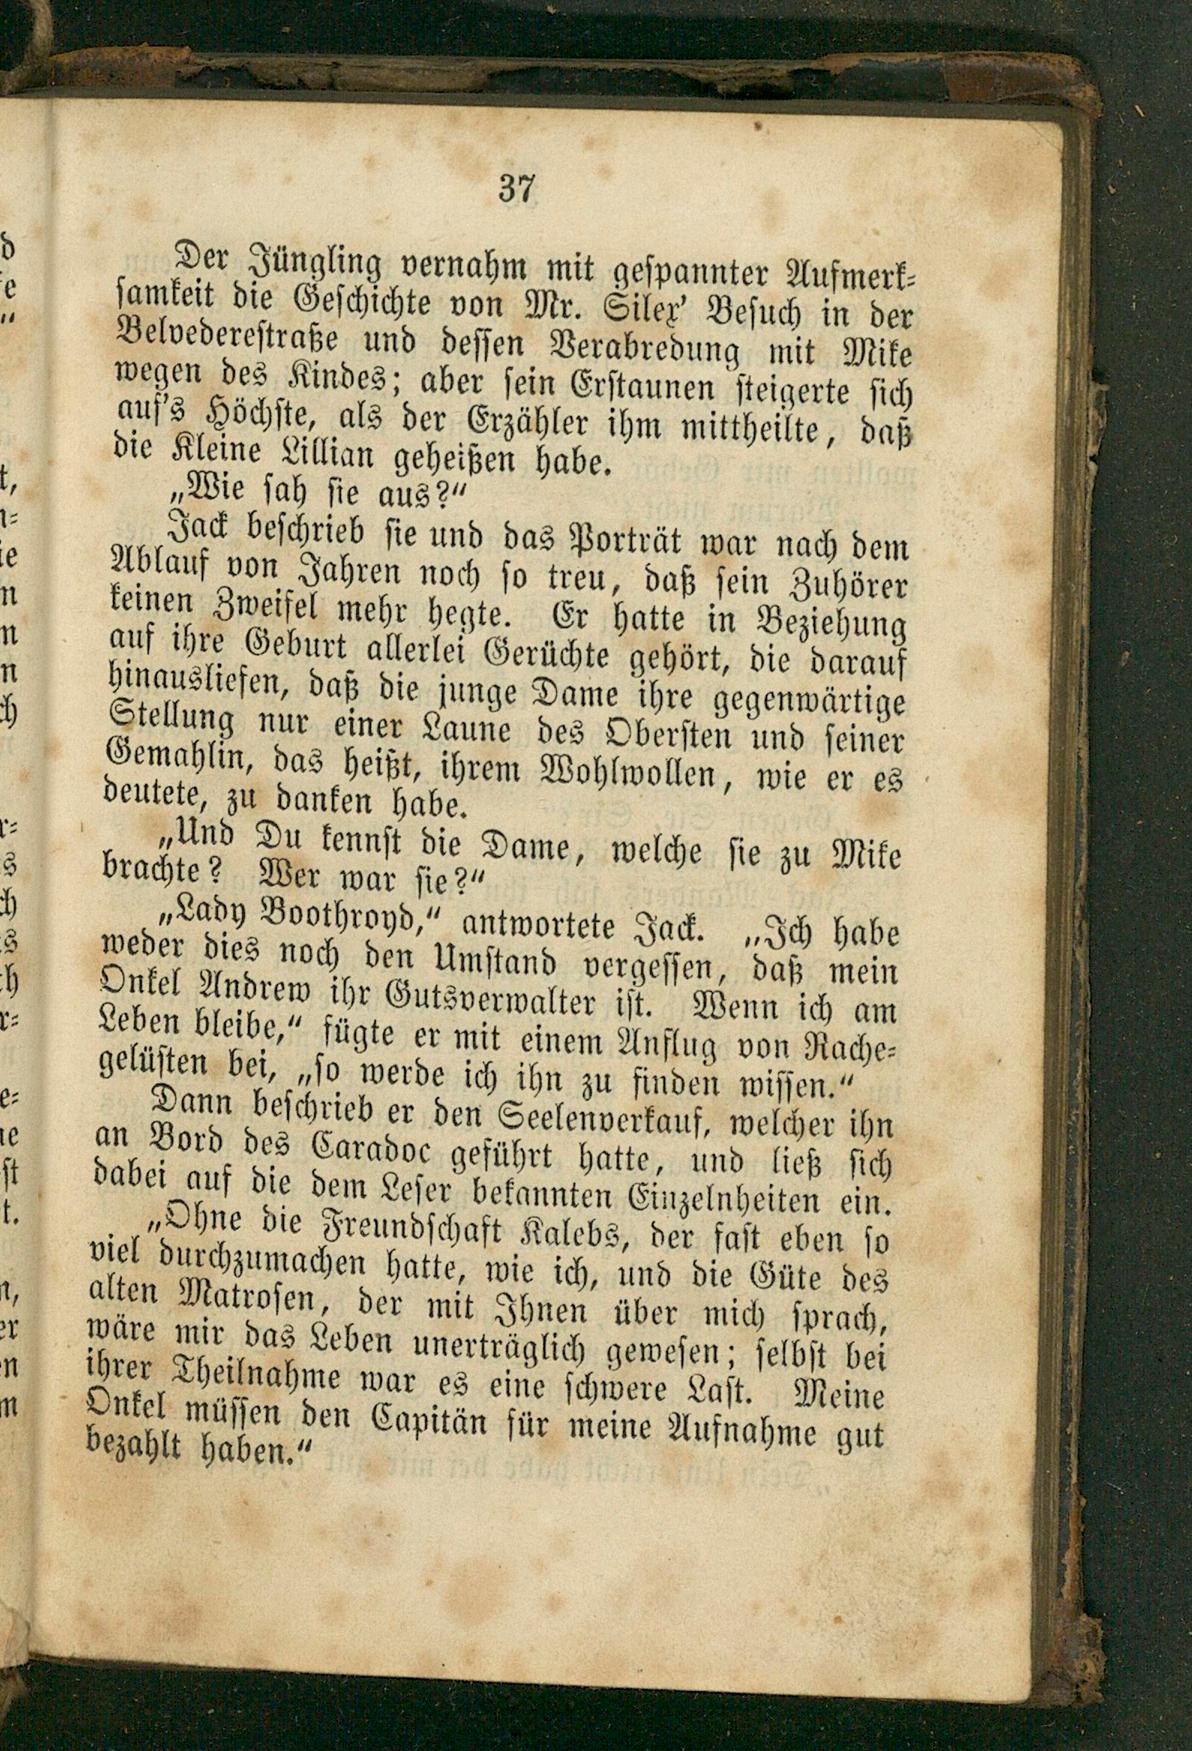 37
Der Jüngling vernahm mit gespannter Aufmerk-
samkeit die Geschichte von Mr. Silex' Besuch in der
Belvederestraße und dessen Verabredung mit Mike
wegen des Kindes; aber sein Erstaunen steigerte sich
auf's Höchste, als der Erzähler ihm mittheilte, daß
die Kleine Lillian geheißen habe.
„Wie sah sie aus?“
Jack beschrieb sie und das Porträt war nach dem
Ablauf von Jahren noch so treu, daß sein Zuhörer
keinen Zweifel mehr hegte. Er hatte in Beziehung
auf ihre Geburt allerlei Gerüchte gehört, die darauf
hinausliefen, daß die junge Dame ihre gegenwärtige
Stellung nur einer Laune des Obersten und seiner
Gemahlin, das heißt, ihrem Wohlwollen, wie er es
deutete, zu danken habe.
„Und Du kennst die Dame, welche sie zu Mike
brachte? Wer war sie?“
„Lady Boothroyd,“ antwortete Jack. „Ich habe
weder dies noch den Umstand vergessen, daß mein
Onkel Andrew ihr Gutsverwalter ist. Wenn ich am
Leben bleibe,“ fügte er mit einem Anflug von Rache-
gelüsten bei, „so werde ich ihn zu finden wissen.“
Dann beschrieb er den Seelenverkauf, welcher ihn
an Bord des Caradoc geführt hatte, und ließ sich
dabei auf die dem Leser bekannten Einzelnheiten ein.
„Ohne die Freundschaft Kalebs, der fast eben so
viel durchzumachen hatte, wie ich, und die Güte des
alten Matrosen, der mit Ihnen über mich sprach,
wäre mir das Leben unerträglich gewesen; selbst bei
ihrer Theilnahme war es eine schwere Last. Meine
Onkel müssen den Capitän für meine Aufnahme gut
bezahlt haben.“